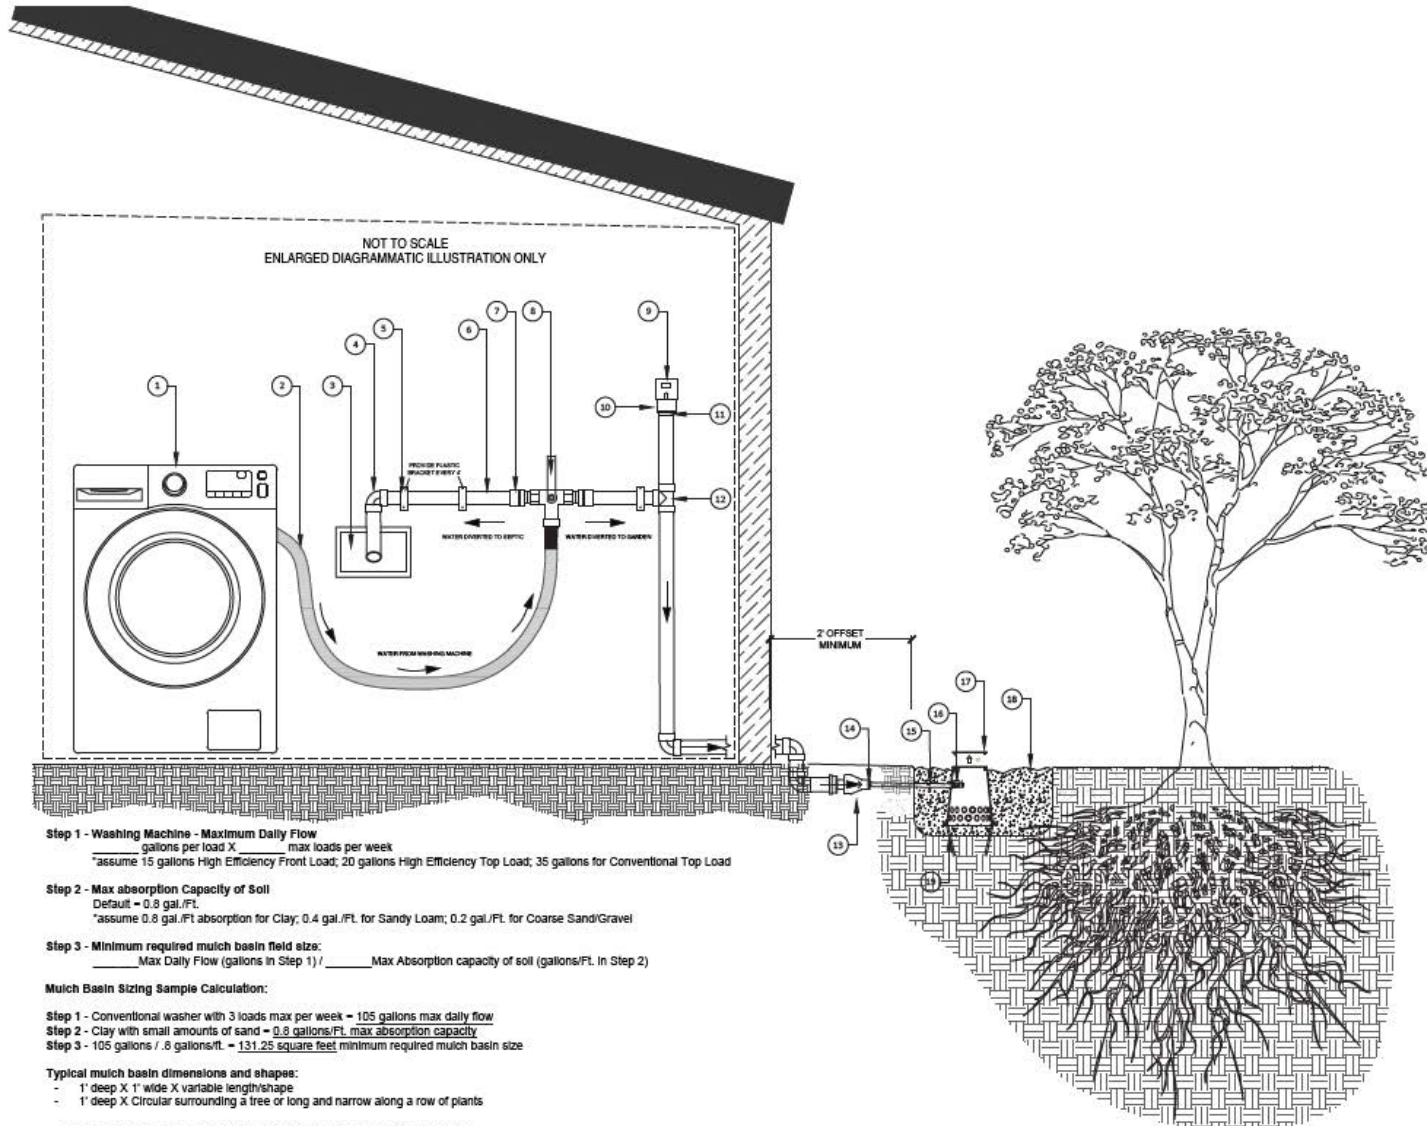 NOT TO SCALE
ENLARGED DIAGRAMMATIC ILLUSTRATION ONLY
9
8
7
6
5
4
3
2
1
10
11
12
PROVIDE PLASTIC
BRACKET EVERY 4'
WATER DIVERTED TO SEPTIC
WATER DIVERTED TO GARDEN
WATER FROM WASHING MACHINE
2' OFFSET
MINIMUM
17
18
16
15
14
13
19
Step 1 - Washing Machine - Maximum Daily Flow
_______ gallons per load X _______ max loads per week
*assume 15 gallons High Efficiency Front Load; 20 gallons High Efficiency Top Load; 35 gallons for Conventional Top Load
Step 2 - Max absorption Capacity of Soil
Default = 0.8 gal./Ft.
*assume 0.8 gal./Ft absorption for Clay; 0.4 gal./Ft. for Sandy Loam; 0.2 gal./Ft. for Coarse Sand/Gravel
Step 3 - Minimum required mulch basin field size:
_______Max Daily Flow (gallons in Step 1) / _______Max Absorption capacity of soil (gallons/Ft. in Step 2)
Mulch Basin Sizing Sample Calculation:
Step 1 - Conventional washer with 3 loads max per week = 105 gallons max daily flow
Step 2 - Clay with small amounts of sand = 0.8 gallons/Ft. max absorption capacity
Step 3 - 105 gallons / .8 gallons/ft. = 131.25 square feet minimum required mulch basin size
Typical mulch basin dimensions and shapes:
- 1' deep X 1' wide X variable length/shape
- 1' deep X Circular surrounding a tree or long and narrow along a row of plants